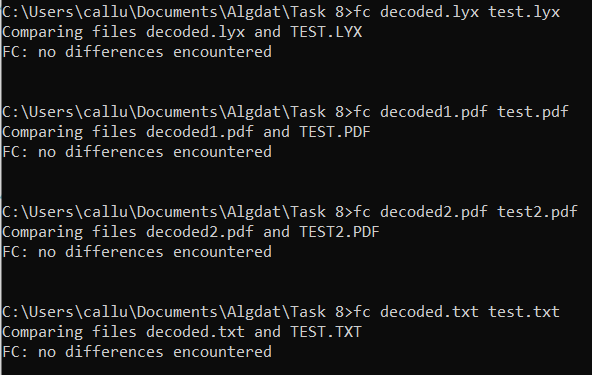 C:\Users\callu\Documents\Algdat\Task 8>fc decoded.lyx test.lyx
Comparing files decoded.lyx and TEST.LYX
FC: no differences encountered
C:\Users\callu\Documents\Algdat\Task 8>fc decoded1.pdf test.pdf
Comparing files decoded1.pdf and TEST.PDF
FC: no differences encountered
C:\Users\callu\Documents\Algdat\Task 8>fc decoded2.pdf test2.pdf
Comparing files decoded2.pdf and TEST2.PDF
FC: no differences encountered
C:\Users\callu\Documents\Algdat\Task 8>fc decoded.txt test.txt
Comparing files decoded.txt and TEST.TXT
FC: no differences encountered